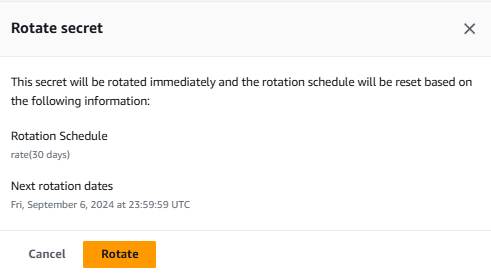 Rotate secret
This secret will be rotated immediately and the rotation schedule will be reset based on
the following information:
Rotation Schedule
rate(30 days)
Next rotation dates
Fri, September 6, 2024 at 23:59:59 UTC
Cancel Rotate